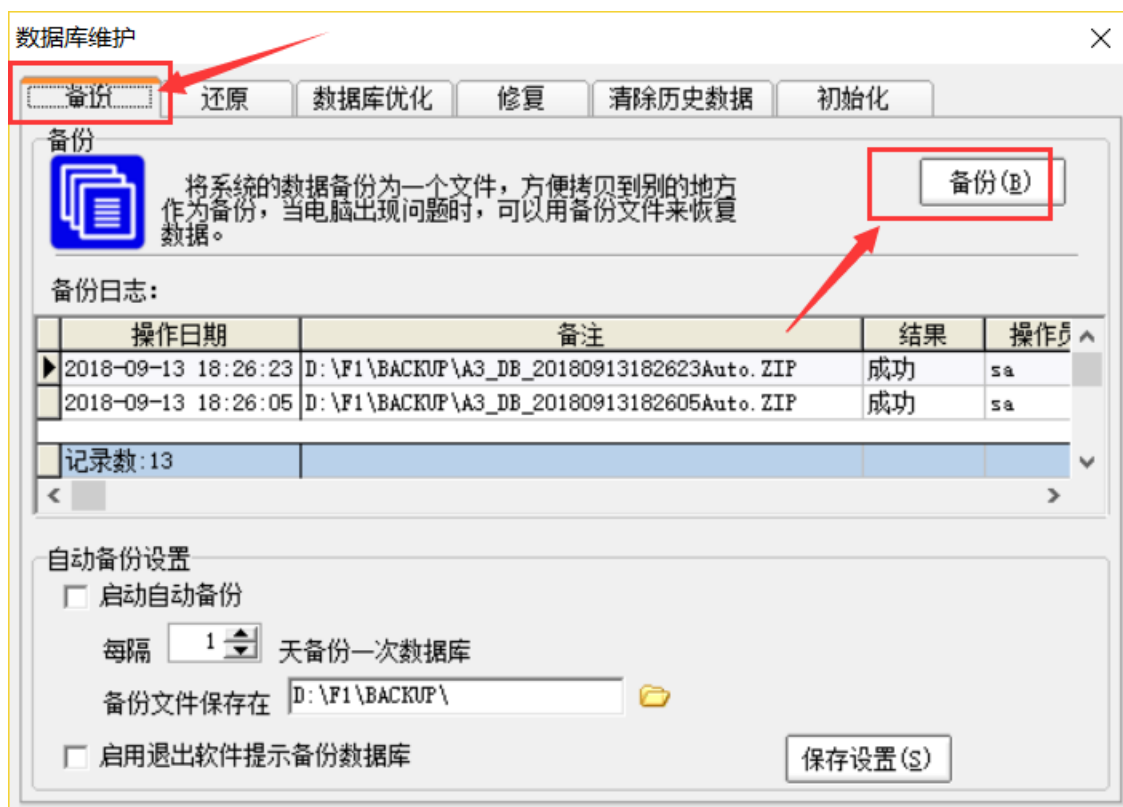 数据库维护
备份 还原 数据库优化 修复 清除历史数据 初始化
备份
将系统的数据备份为一个文件，方便拷贝到别的地方
作为备份，当电脑出现问题时，可以用备份文件来恢复
数据。
备份(B)
备份日志：
操作日期 备注 结果 操作员
2018-09-13 18:26:23 D:\F1\BACKUP\A3_DB_20180913182623Auto.ZIP 成功 sa
2018-09-13 18:26:05 D:\F1\BACKUP\A3_DB_20180913182605Auto.ZIP 成功 sa
记录数:13
自动备份设置
启动自动备份
每隔 1 天备份一次数据库
备份文件保存在 D:\F1\BACKUP\
启用退出软件提示备份数据库
保存设置(S)